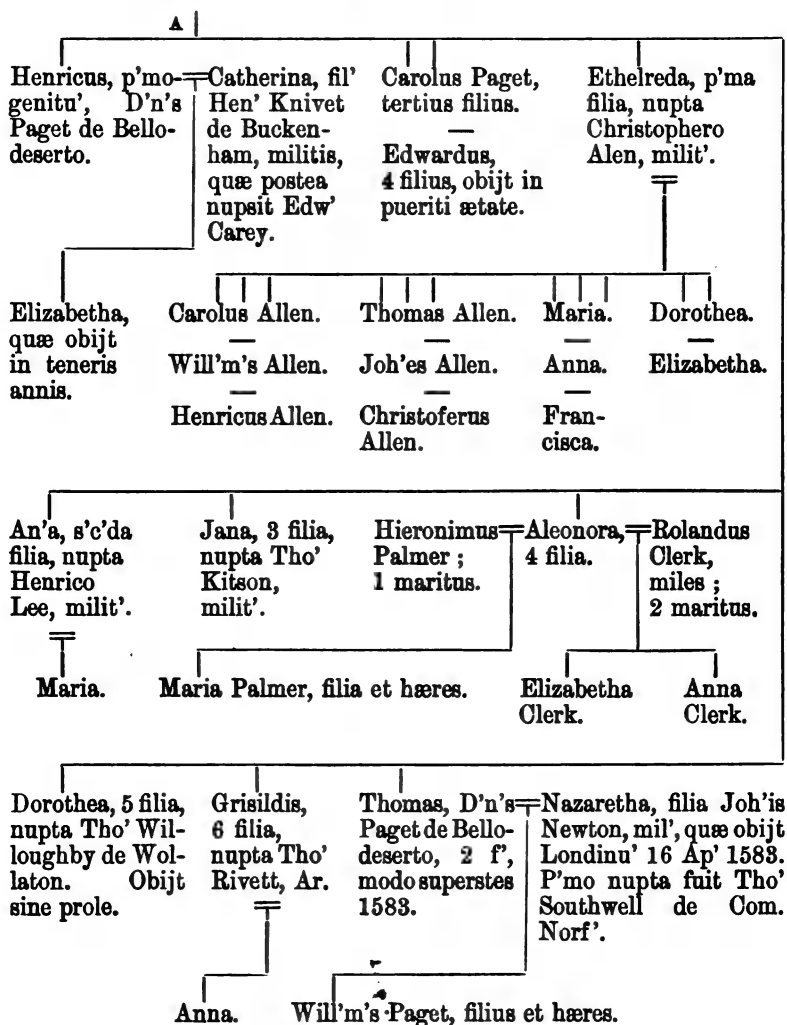 A
Henricus, p'mo-
genitu', D'n's
Paget de Bello-
deserto.
Catherina, fil'
Hen' Knivet
de Bucken-
ham, militis,
quæ postea
nupsit Edw'
Carey.
Carolus Paget,
tertius filius.
—
Edwardus,
4 filius, obijt in
pueriti ætate.
Ethelreda, p'ma
filia, nupta
Christophero
Alen, milit'.
Elizabetha,
quæ obijt
in teneris
annis.
Carolus Allen.
—
Will'm's Allen.
—
Henricus Allen.
Thomas Allen.
—
Joh'es Allen.
—
Christoferus
Allen.
Maria.
—
Anna.
—
Fran-
cisca.
Dorothea.
—
Elizabetha.
An'a, s'c'da
filia, nupta
Henrico
Lee, milit'.
Jana, 3 filia,
nupta Tho'
Kitson,
milit'.
Hieronimus
Palmer ;
1 maritus.
Aleonora,
4 filia.
Rolandus
Clerk,
miles ;
2 maritus.
Maria.
Maria Palmer, filia et hæres.
Elizabetha
Clerk.
Anna
Clerk.
Dorothea, 5 filia,
nupta Tho' Wil-
loughby de Wol-
laton. Obijt
sine prole.
Grisildis,
6 filia,
nupta Tho'
Rivett, Ar.
Thomas, D'n's
Paget de Bello-
deserto, 2 f',
modo superstes
1583.
Nazaretha, filia Joh'is
Newton, mil', quæ obijt
Londinu' 16 Ap' 1583.
P'mo nupta fuit Tho'
Southwell de Com.
Norf'.
Anna.
Will'm's Paget, filius et hæres.